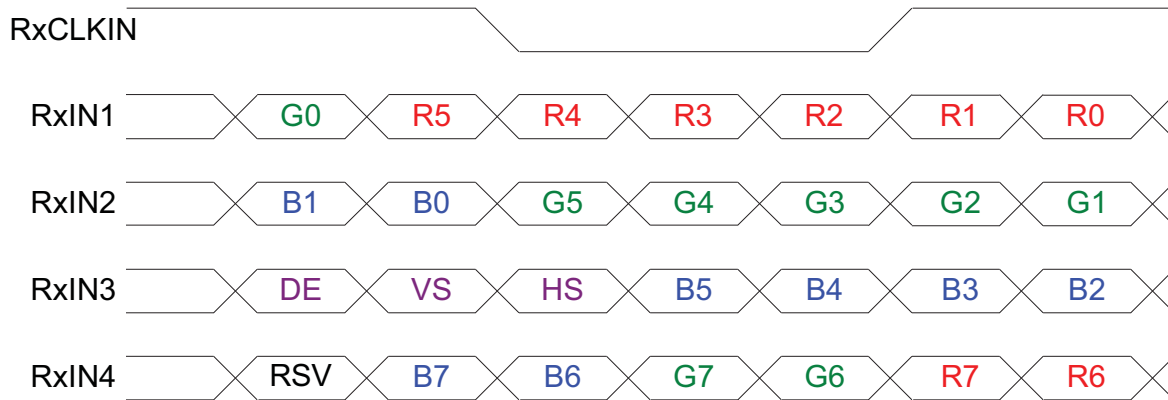 RxCLKIN
RxIN1 G0 R5 R4 R3 R2 R1 R0
RxIN2 B1 B0 G5 G4 G3 G2 G1
RxIN3 DE VS HS B5 B4 B3 B2
RxIN4 RSV B7 B6 G7 G6 R7 R6